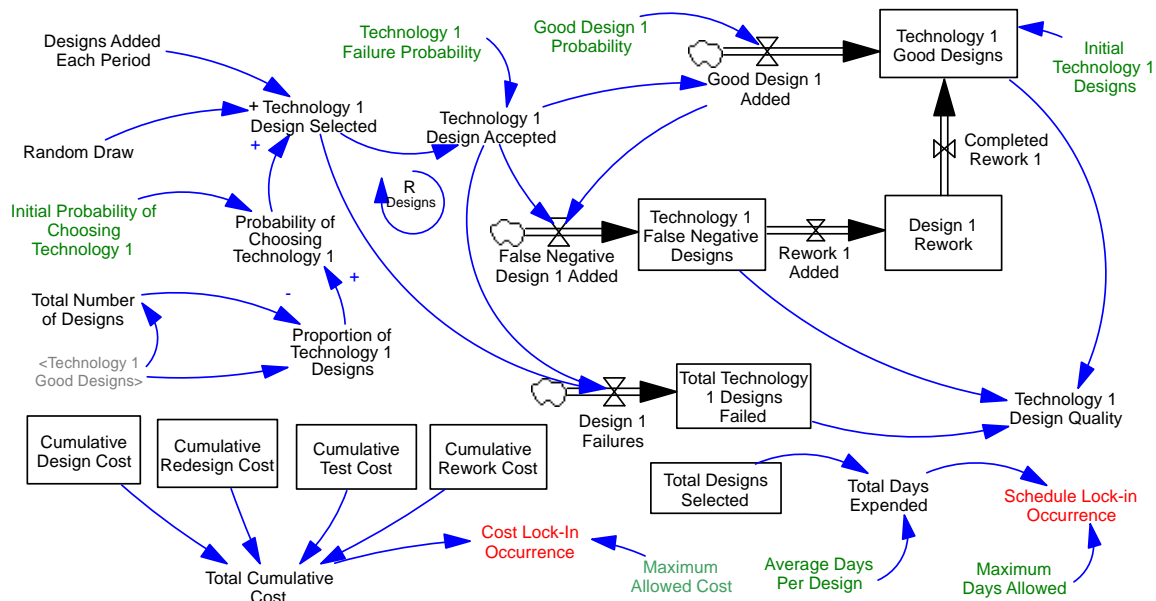 Designs Added
Each Period
Random Draw
+ Technology 1
Design Selected
+
Initial Probability of
Choosing
Technology 1
Probability of
Choosing
Technology 1
+
Total Number
of Designs
-
Proportion of
Technology 1
Designs
<Technology 1
Good Designs>
Technology 1
Failure Probability
Technology 1
Design Accepted
R
Designs
Good Design 1
Probability
Good Design 1
Added
Technology 1
Good Designs
Initial
Technology 1
Designs
Completed
Rework 1
False Negative
Design 1 Added
Technology 1
False Negative
Designs
Rework 1
Added
Design 1
Rework
Design 1
Failures
Total Technology
1 Designs
Failed
Technology 1
Design Quality
Cumulative
Design Cost
Cumulative
Redesign Cost
Cumulative
Test Cost
Cumulative
Rework Cost
Total Cumulative
Cost
Cost Lock-In
Occurrence
Maximum
Allowed Cost
Total Designs
Selected
Total Days
Expended
Schedule Lock-in
Occurrence
Average Days
Per Design
Maximum
Days Allowed